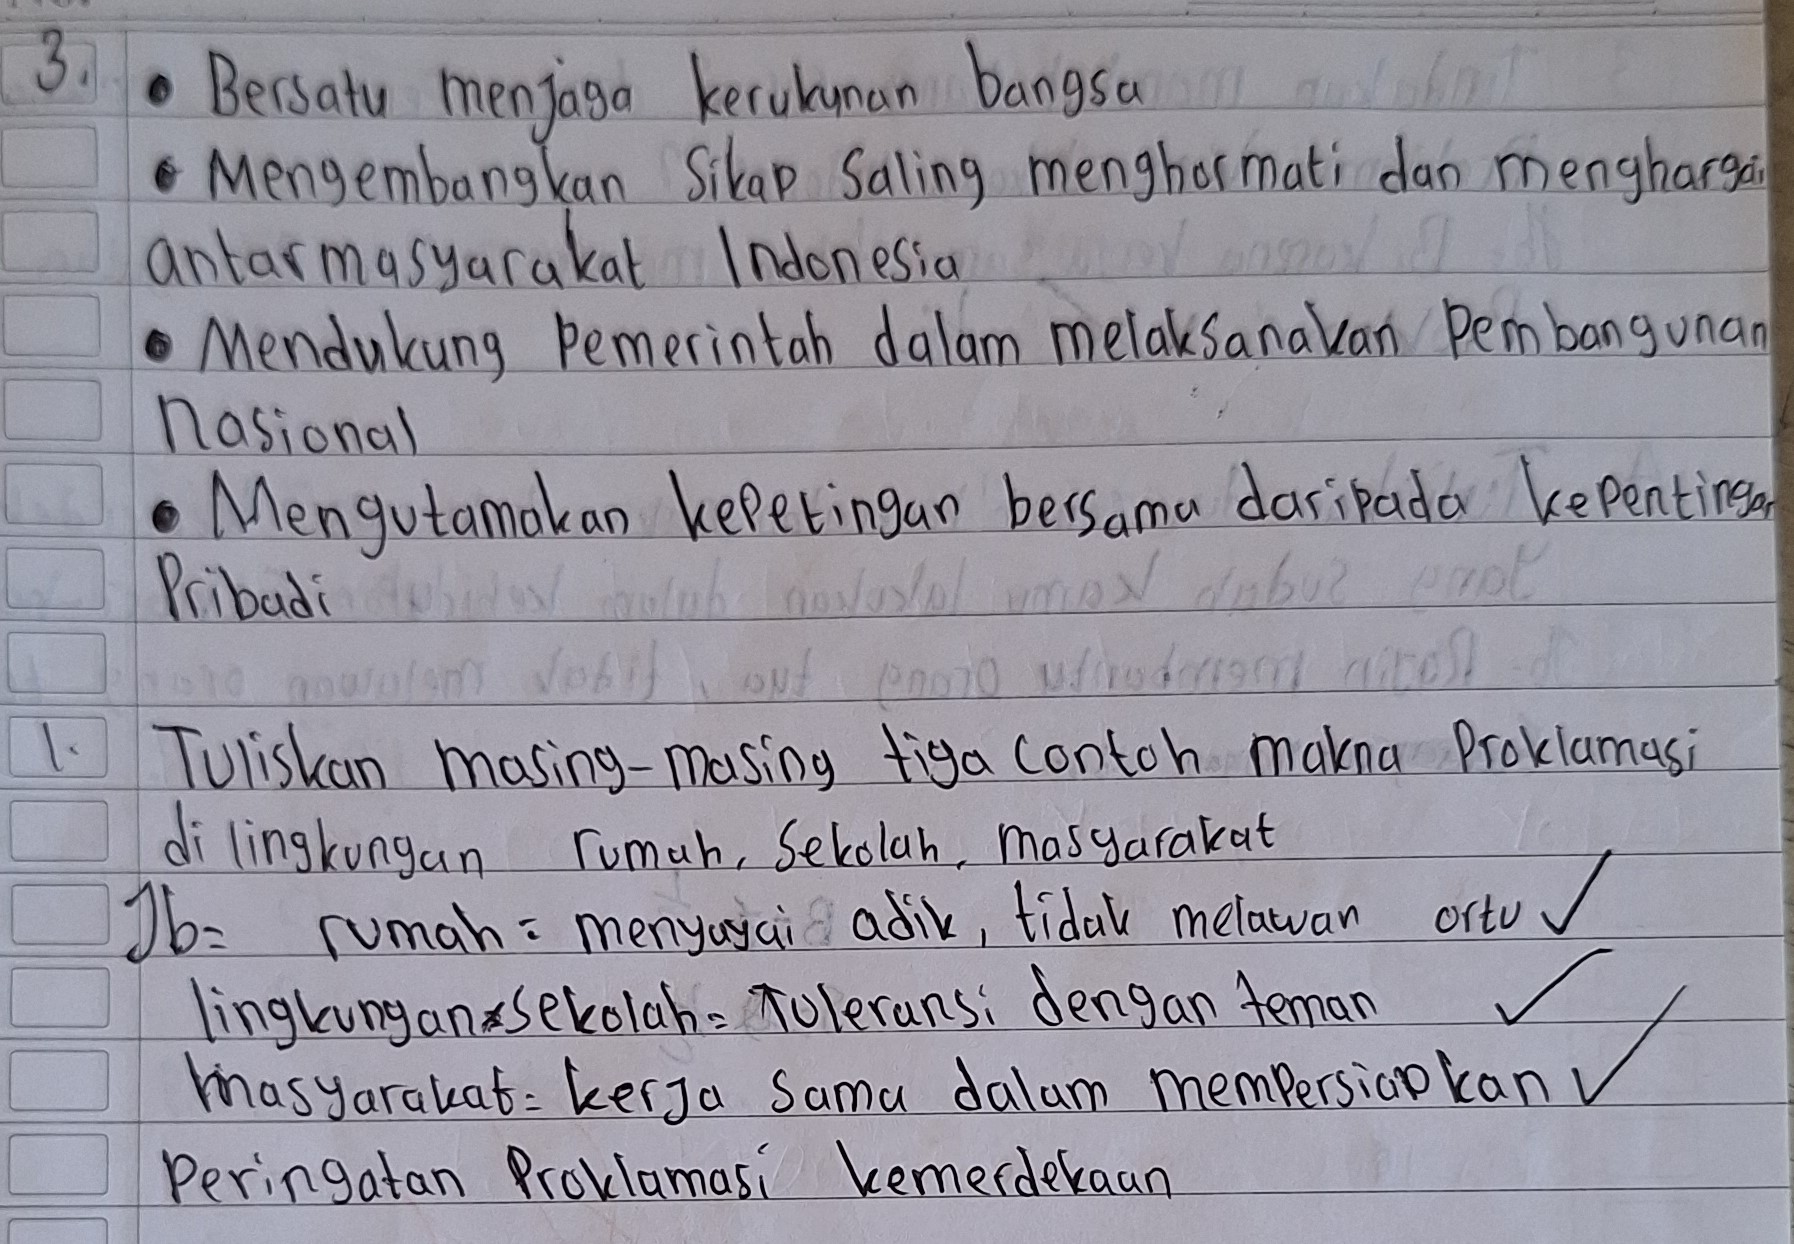 3. • Bersatu menjaga kerukunan bangsa
• Mengembangkan Sikap Saling menghormati dan menghargai
antarmasyarakat Indonesia
• Mendukung Pemerintah dalam melaksanakan Pembangunan
nasional
• Mengutamakan kepetingan bersama daripada kepentingan
Pribadi
1. Tuliskan masing-masing tiga contoh makna Proklamasi
di lingkungan rumah, Sekolah, masyarakat
Jb= rumah = menyayai adik, tidak melawan ortu ✓
lingkungan sekolah = Toleransi dengan teman ✓
masyarakat = kerja sama dalam mempersiapkan ✓
Peringatan Proklamasi kemerdekaan